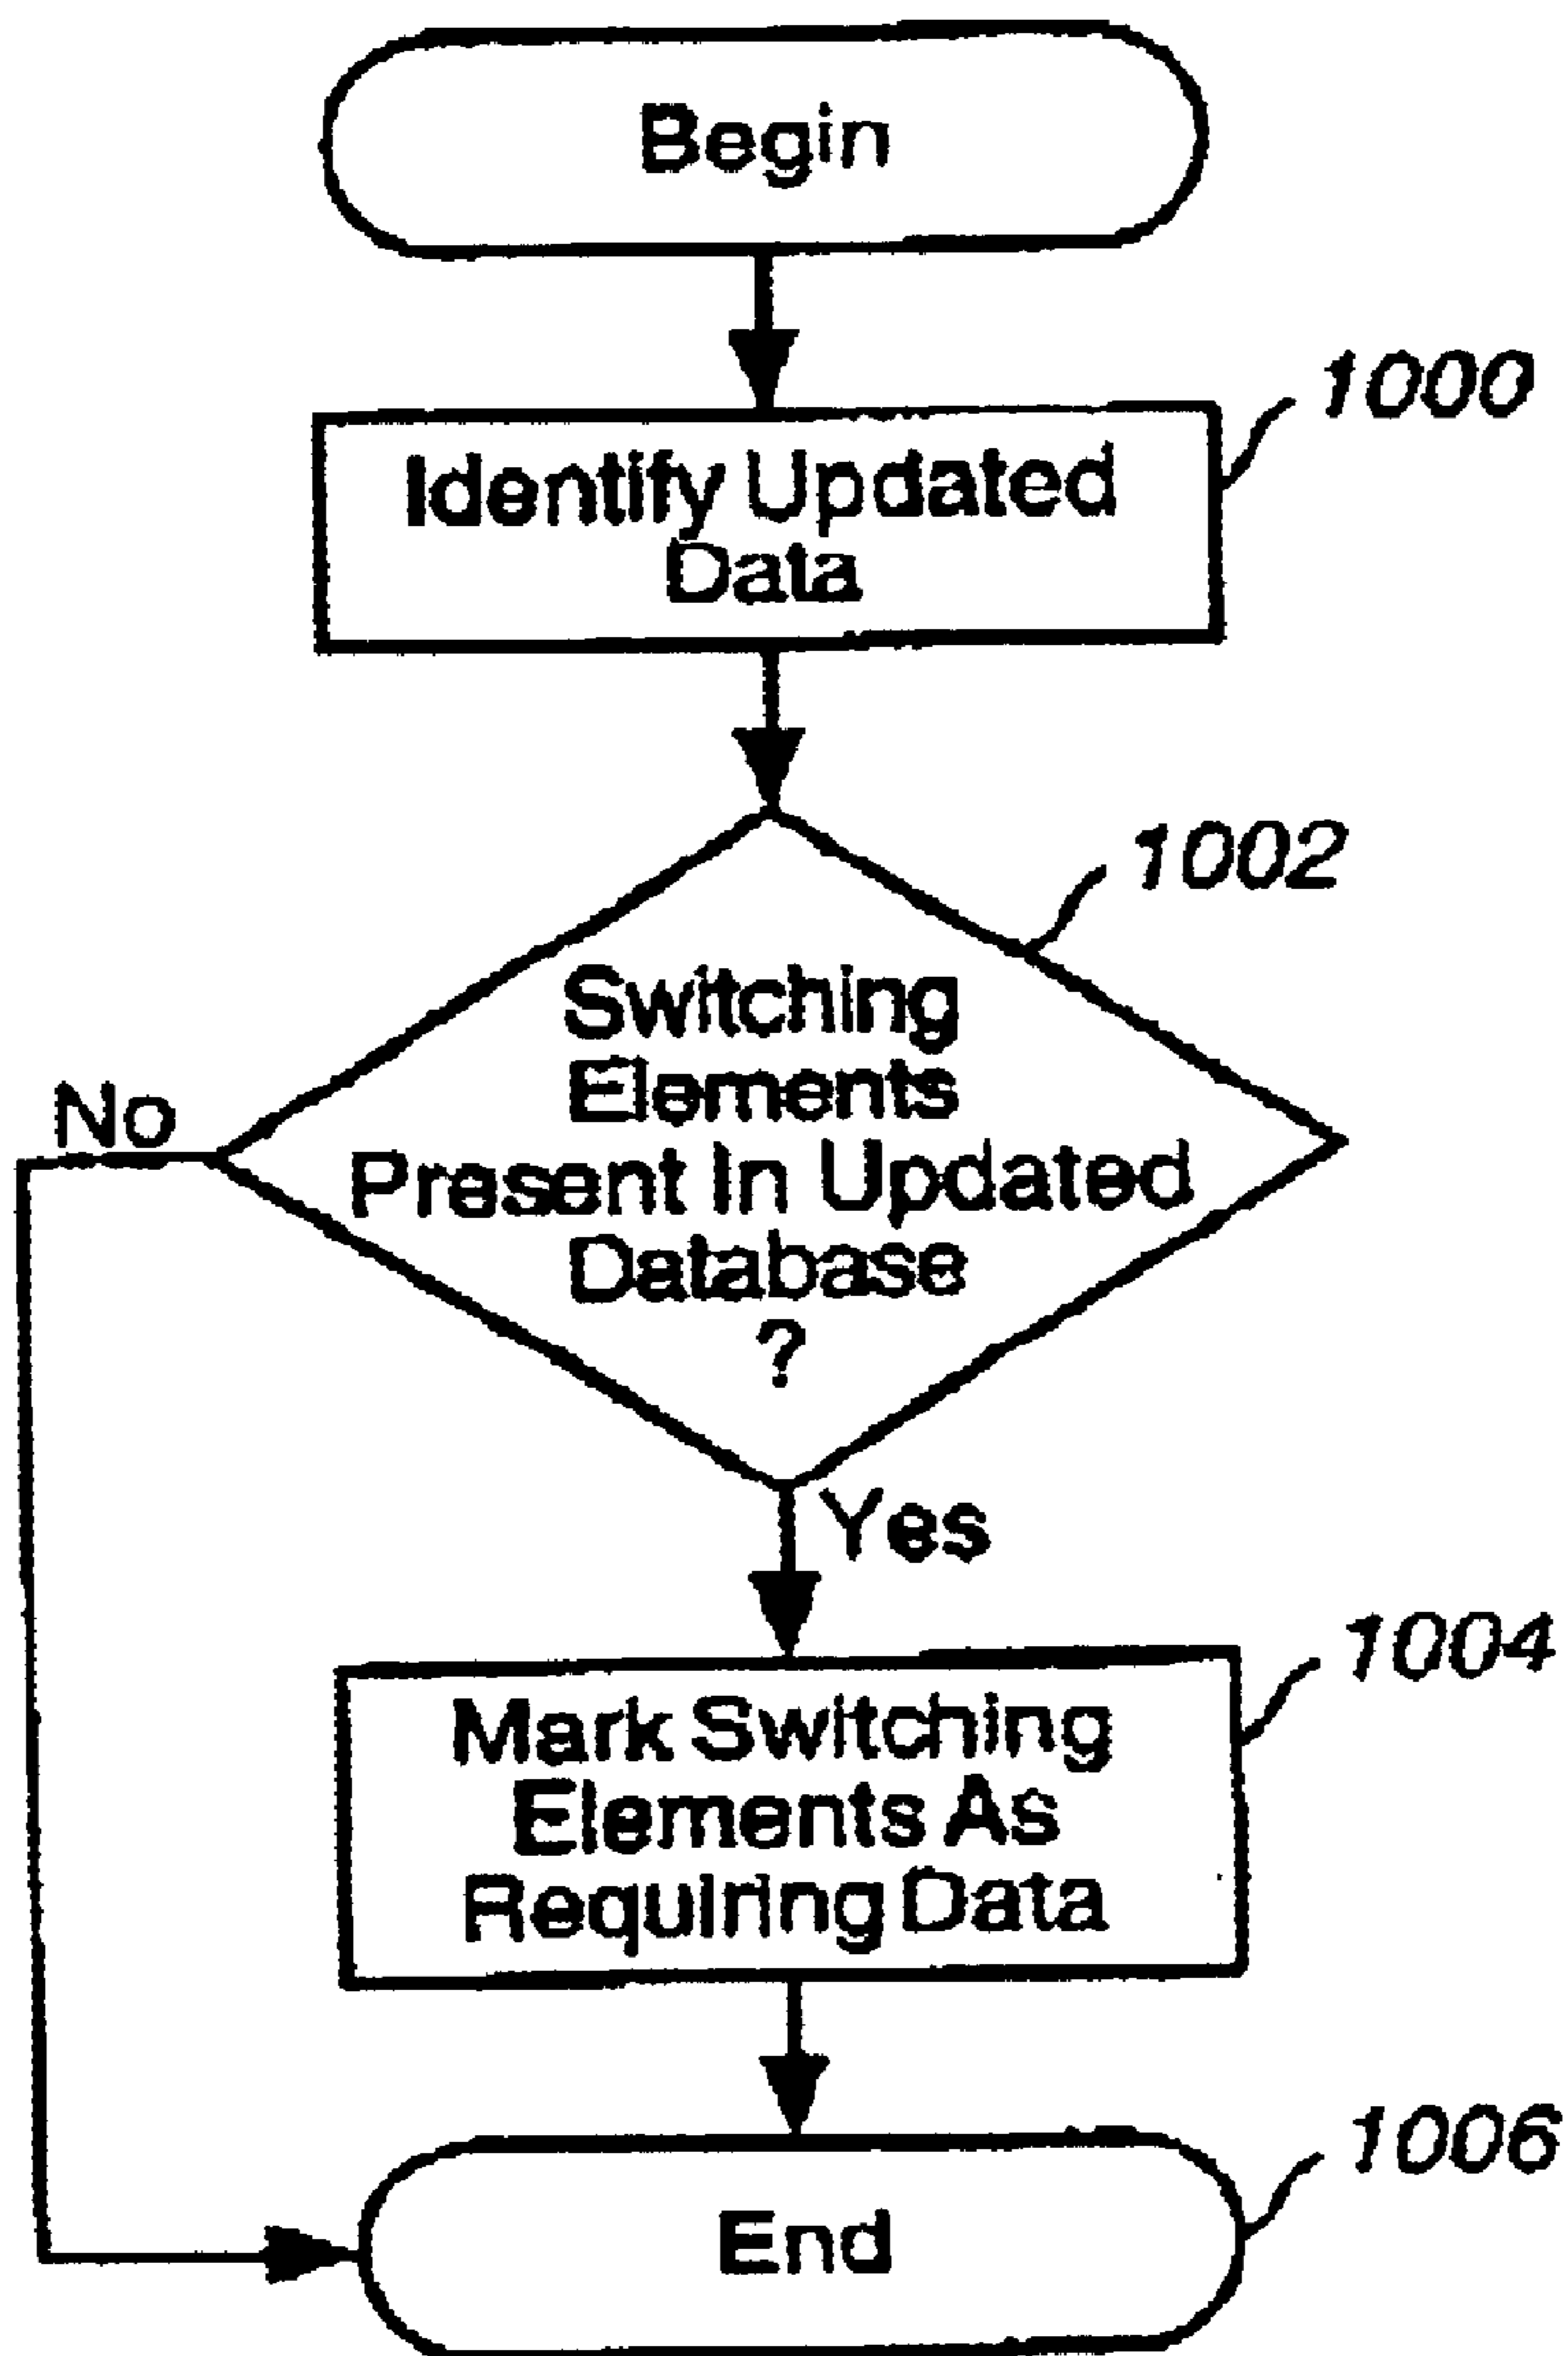 Begin
1000
Identify Updated
Data
1002
Switching
Elements
Present In Updated
Database
?
No
Yes
1004
Mark Switching
Elements As
Requiring Data
1006
End